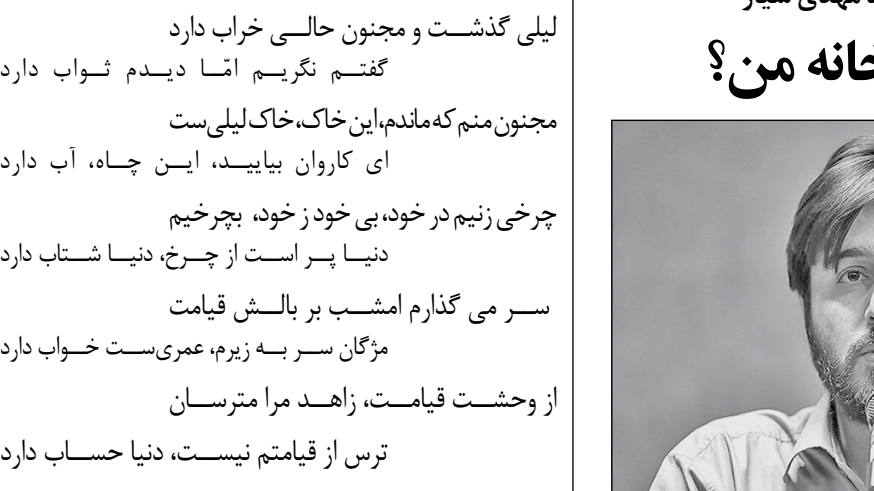 مهدی سیار
خانه من؟
لیلی گذشت و مجنون حالی خراب دارد
گفتم نگریم امّا دیدم ثواب دارد
مجنون منم که ماندم،این خاک،خاک لیلی‌ست
ای کاروان بیایید، این چاه، آب دارد
چرخی زنیم در خود،بی خود ز خود، بچرخیم
دنیا پر است از چرخ، دنیا شتاب دارد
سر می گذارم امشب بر بالش قیامت
مژگان سر به زیرم، عمری‌ست خواب دارد
از وحشت قیامت، زاهد مرا مترسان
ترس از قیامتم نیست، دنیا حساب دارد